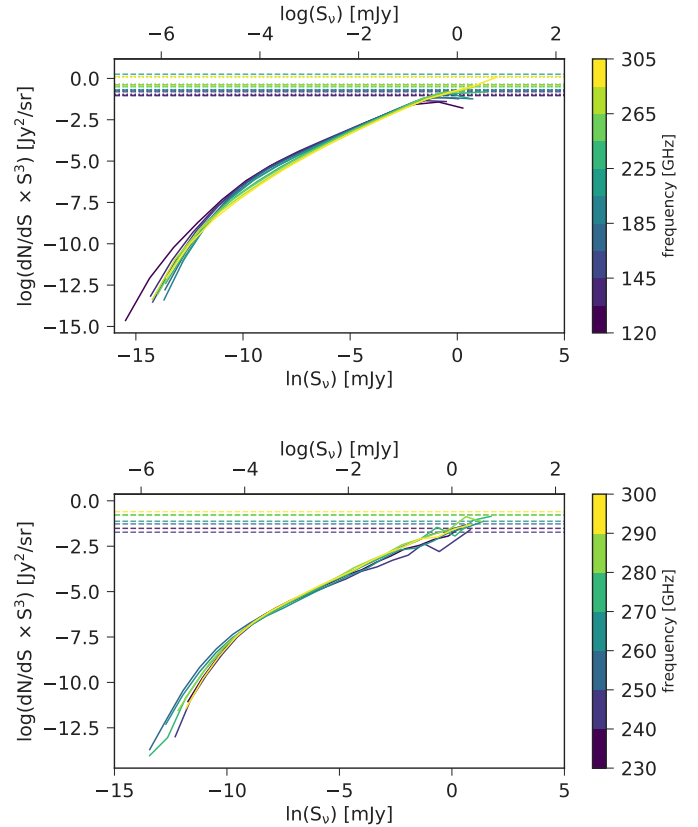 log(Sν) [mJy]
−6 −4 −2 0 2
0.0
−2.5
−5.0
−7.5
−10.0
−12.5
−15.0
log(dN/dS × S³) [Jy²/sr]
−15 −10 −5 0 5
ln(Sν) [mJy]
305
265
225
185
145
120
frequency [GHz]
log(Sν) [mJy]
−6 −4 −2 0 2
0.0
−2.5
−5.0
−7.5
−10.0
−12.5
log(dN/dS × S³) [Jy²/sr]
−15 −10 −5 0 5
ln(Sν) [mJy]
300
290
280
270
260
250
240
230
frequency [GHz]